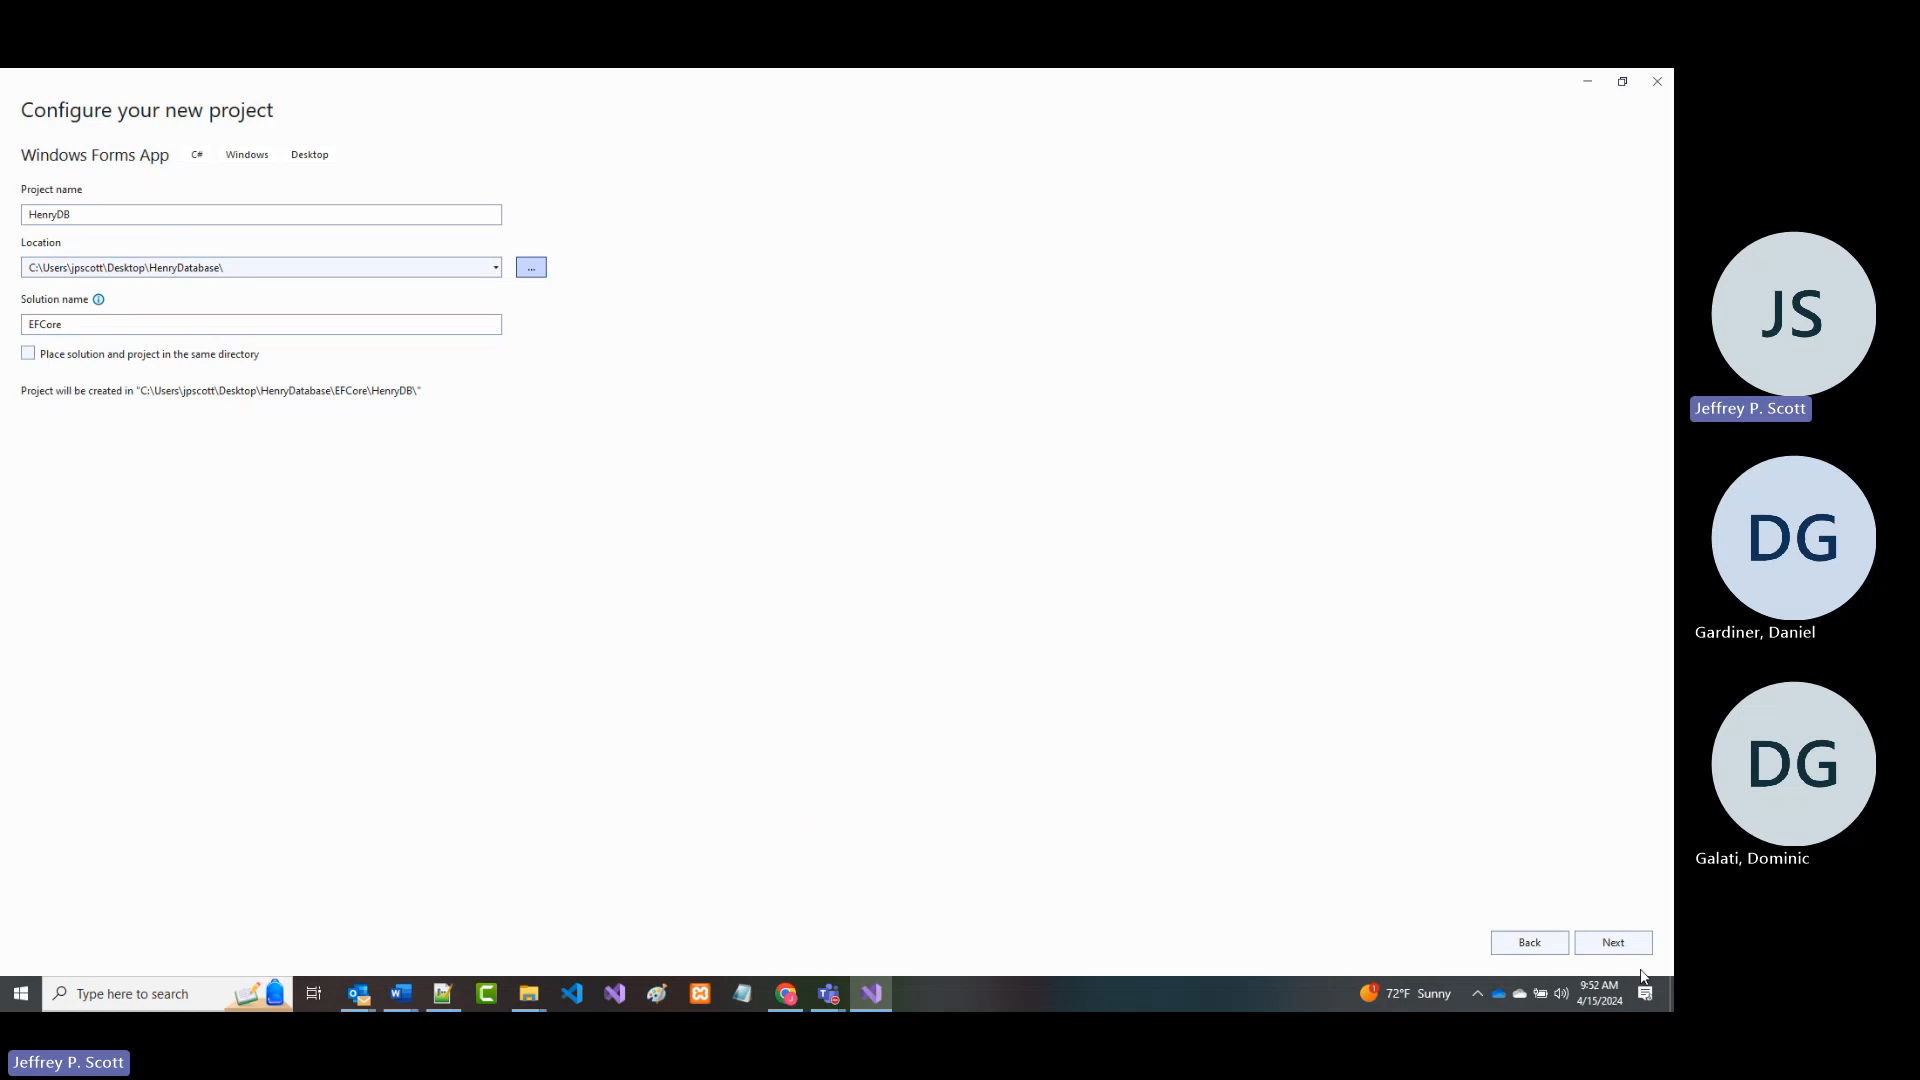 Configure your new project
Windows Forms App C# Windows Desktop
Project name
HenryDB
Location
C:\Users\jpscott\Desktop\HenryDatabase\
...
Solution name
EFCore
Place solution and project in the same directory
Project will be created in "C:\Users\jpscott\Desktop\HenryDatabase\EFCore\HenryDB\"
Back Next
Type here to search
72°F Sunny
9:52 AM
4/15/2024
JS
Jeffrey P. Scott
DG
Gardiner, Daniel
DG
Galati, Dominic
Jeffrey P. Scott